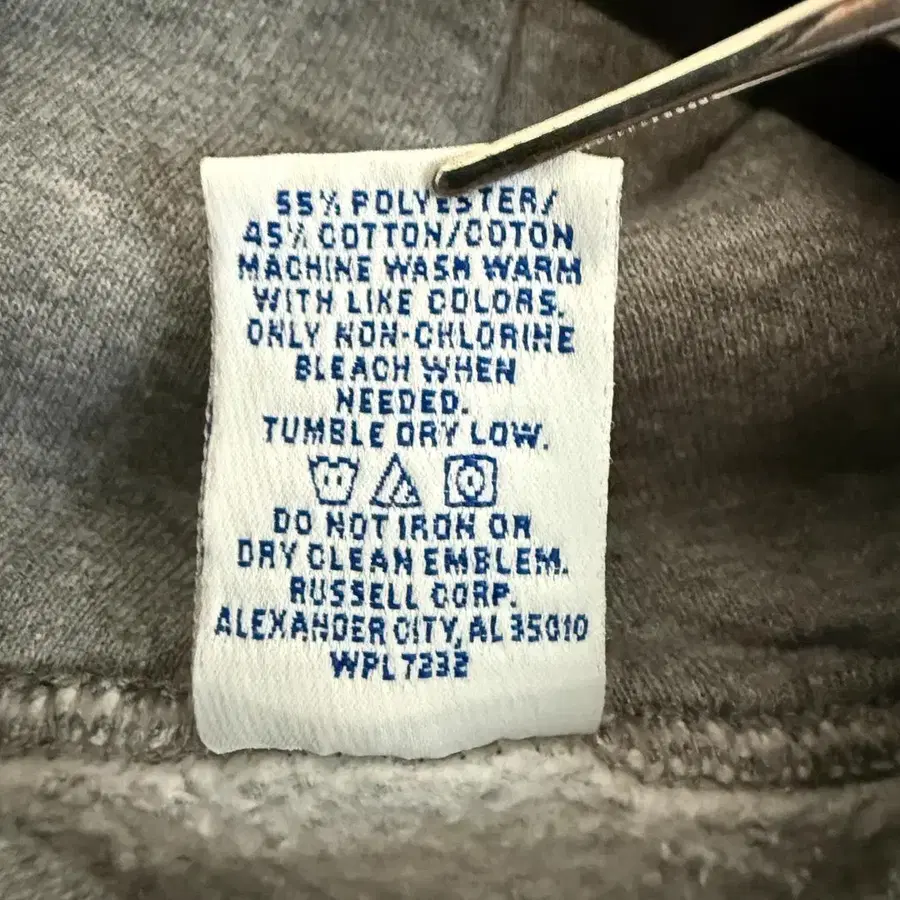 55% POLYESTER/
45% COTTON/COTON
MACHINE WASH WARM
WITH LIKE COLORS.
ONLY NON-CHLORINE
BLEACH WHEN
NEEDED.
TUMBLE DRY LOW.
DO NOT IRON OR
DRY CLEAN EMBLEM.
RUSSELL CORP.
ALEXANDER CITY, AL 35010
WPL 7232